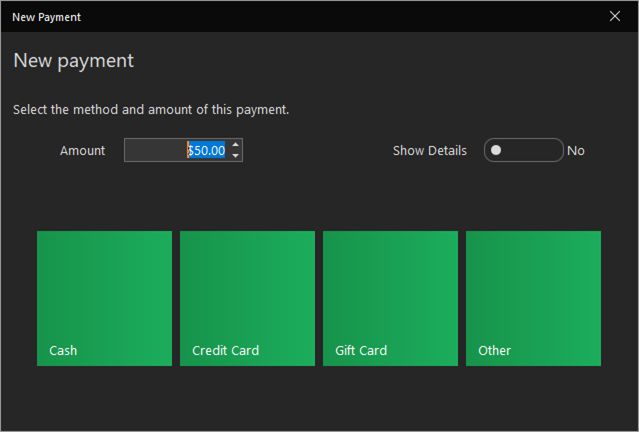 New Payment
New payment
Select the method and amount of this payment.
Amount $50.00 Show Details No
Cash Credit Card Gift Card Other